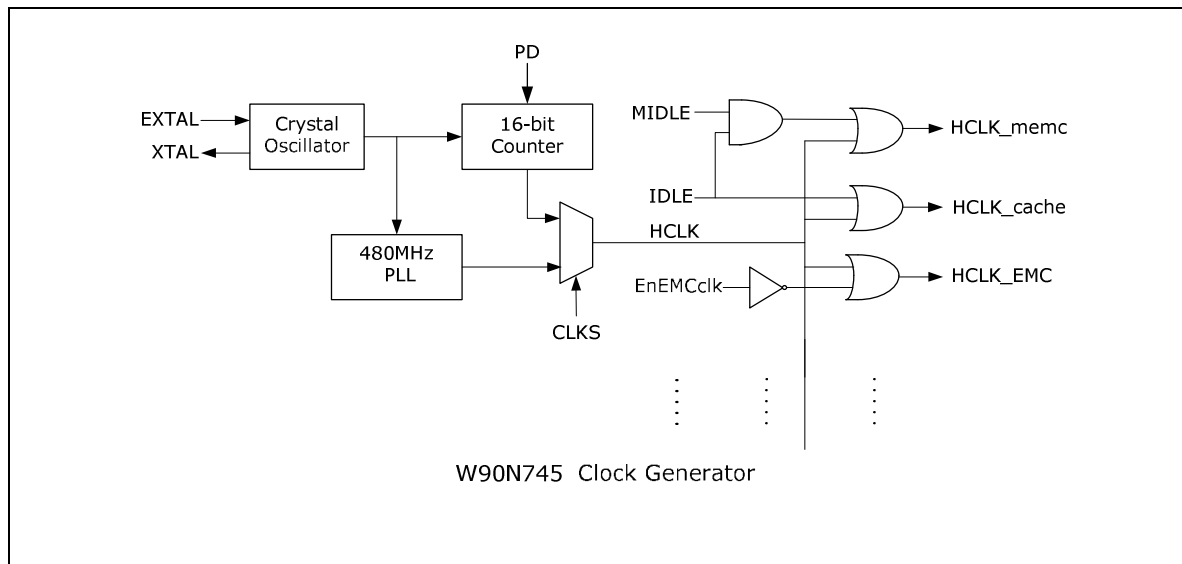 PD
EXTAL
XTAL
Crystal
Oscillator
16-bit
Counter
480MHz
PLL
CLKS
HCLK
MIDLE
IDLE
EnEMCclk
HCLK_memc
HCLK_cache
HCLK_EMC
W90N745 Clock Generator